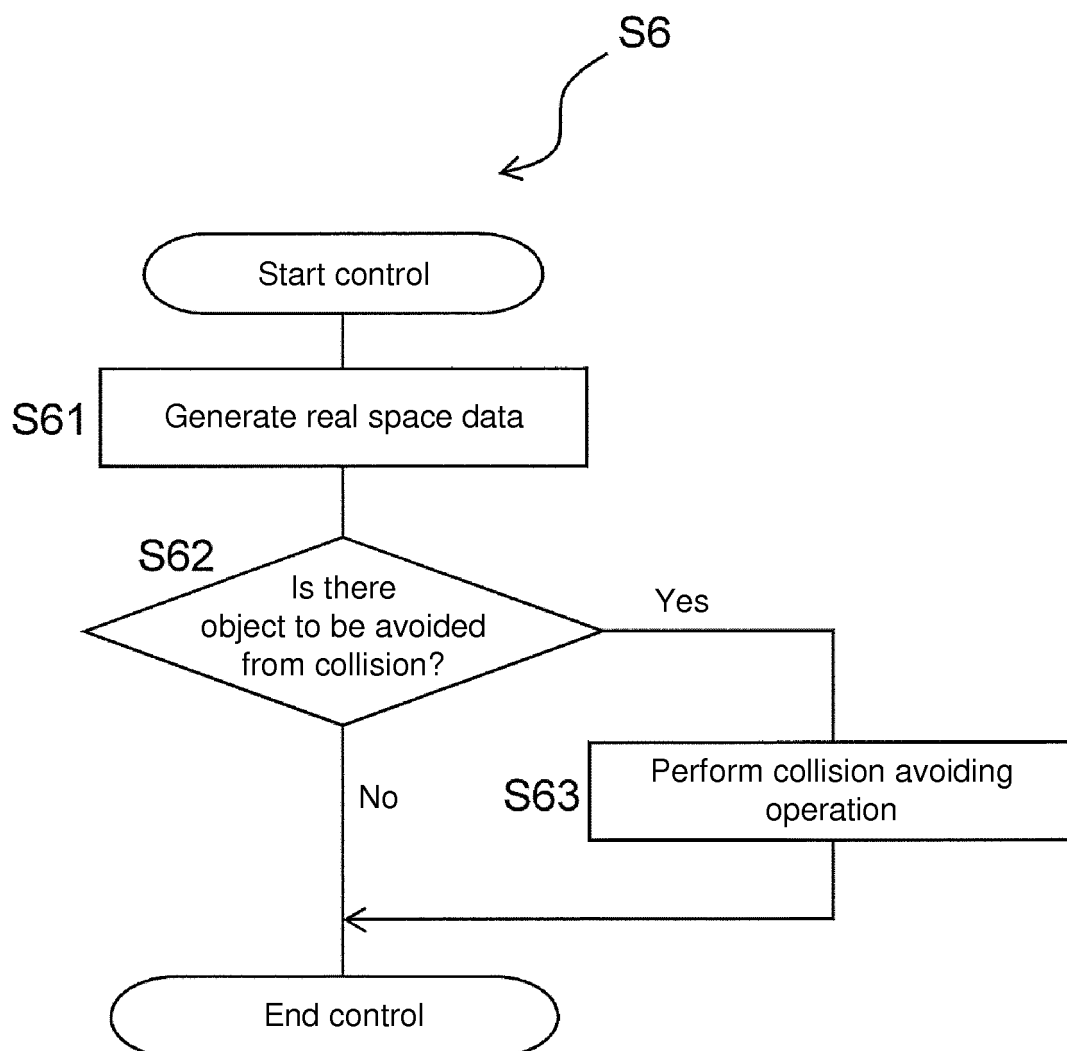 S6
Start control
S61
Generate real space data
S62
Is there
object to be avoided
from collision?
Yes
No
S63
Perform collision avoiding
operation
End control